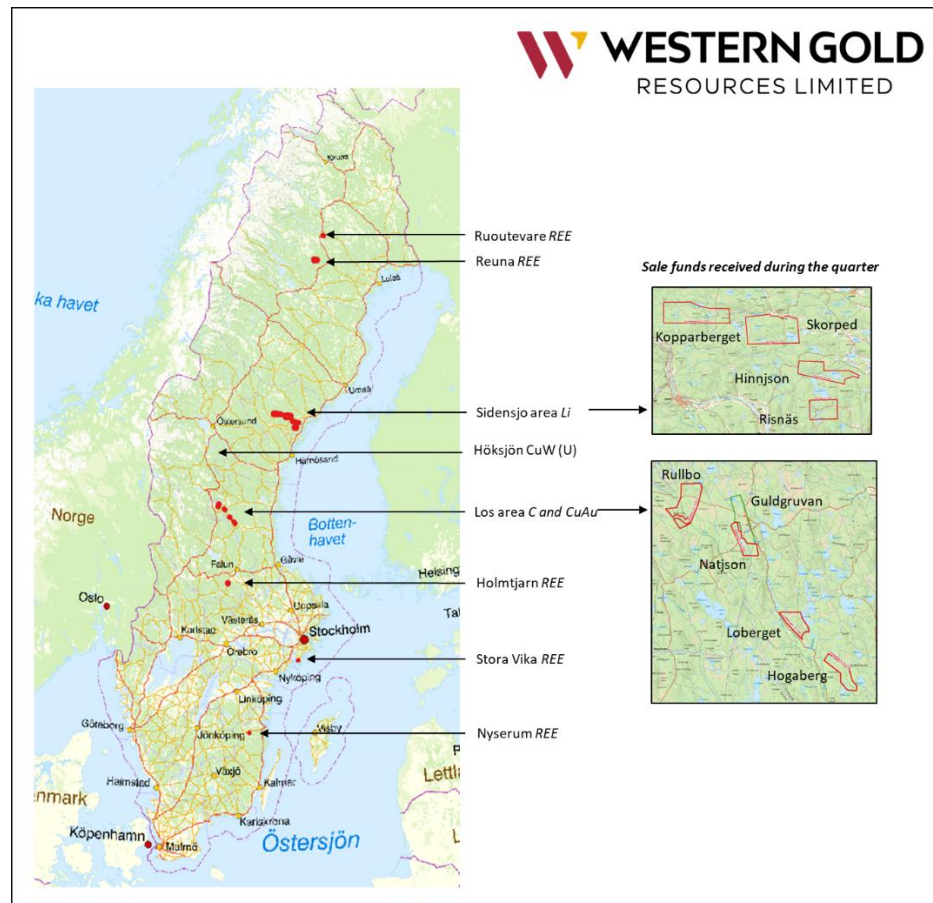 WESTERN GOLD
RESOURCES LIMITED
Kiruna
Ruoutevare REE
Reuna REE
Luleå
Sale funds received during the quarter
ka havet
Kopparberget
Skorped
Hinnjson
Risnäs
Umeå
Sidensjo area Li
Östersund
Höksjön CuW (U)
Härnösand
Rullbo
Guldgruvan
Natjson
Loberget
Hogaberg
Los area C and CuAu
Norge
Botten-
havet
Falun
Gävle
Holmtjarn REE
Helsing
Oslo
Uppsala
Västerås
Karlstad
Stockholm
Örebro
Stora Vika REE
Nyköping
Linköping
Göteborg
Jönköping
Visby
Nyserum REE
Växjö
Halmstad
Kalmar
Lettla
nmark
Karlskrona
Köpenhamn
Malmö
Östersjön